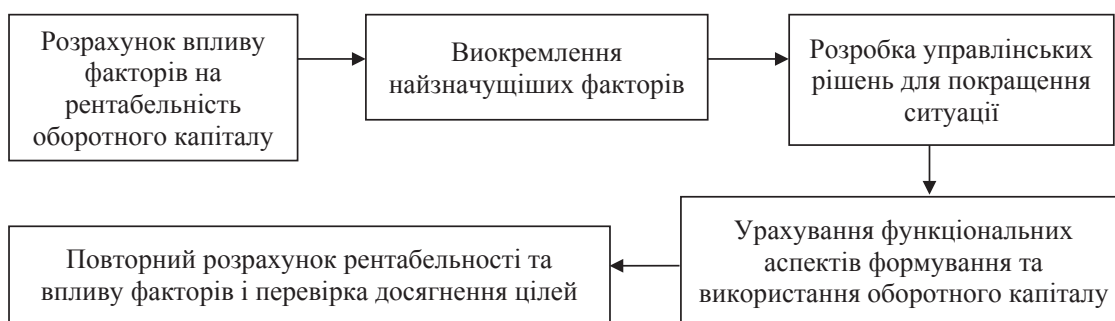 Розрахунок впливу
факторів на
рентабельність
оборотного капіталу
Виокремлення
найзначущіших факторів
Розробка управлінських
рішень для покращення
ситуації
Урахування функціональних
аспектів формування та
використання оборотного капіталу
Повторний розрахунок рентабельності та
впливу факторів і перевірка досягнення цілей